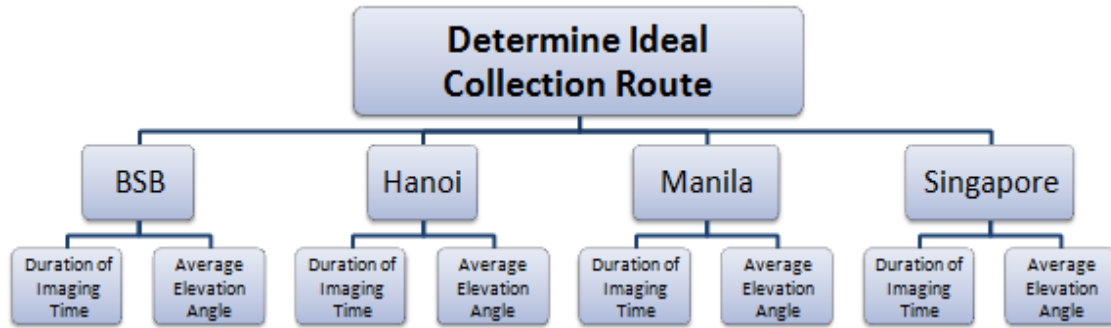 Determine Ideal
Collection Route
BSB
Hanoi
Manila
Singapore
Duration of
Imaging
Time
Average
Elevation
Angle
Duration of
Imaging
Time
Average
Elevation
Angle
Duration of
Imaging
Time
Average
Elevation
Angle
Duration of
Imaging
Time
Average
Elevation
Angle